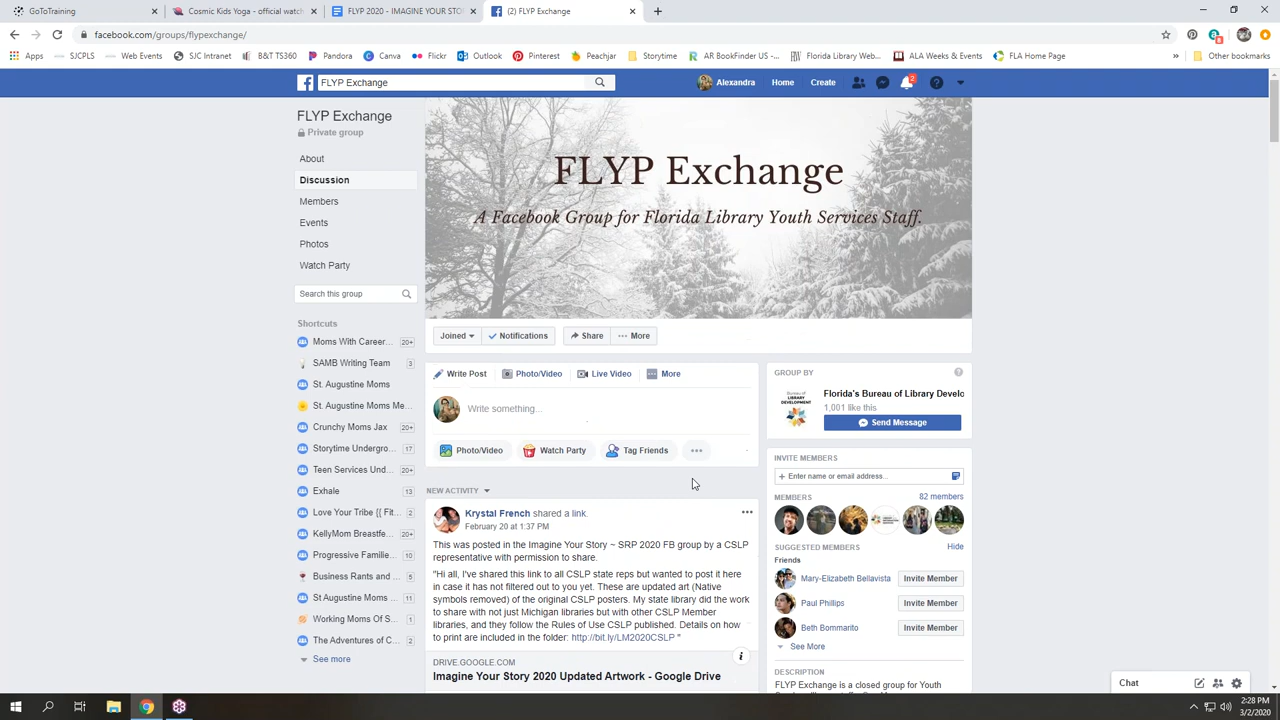 GoToTraining
Cosmic Kids Yoga - official watch
FLYP 2020 - IMAGINE YOUR STO
(2) FLYP Exchange
facebook.com/groups/flypexchange/
Apps
SJCPLS
Web Events
SJC Intranet
B&T TS360
Pandora
Canva
Flickr
Outlook
Pinterest
Peachjar
Storytime
AR BookFinder US -...
Florida Library Web...
ALA Weeks & Events
FLA Home Page
»
Other bookmarks
FLYP Exchange
Alexandra
Home
Create
2
FLYP Exchange
Private group
About
Discussion
Members
Events
Photos
Watch Party
Search this group
Shortcuts
Moms With Career... 20+
SAMB Writing Team 3
St. Augustine Moms
St. Augustine Moms Me...
Crunchy Moms Jax 20+
Storytime Undergro... 17
Teen Services Und... 20+
Exhale 13
Love Your Tribe {{ Fit... 2
KellyMom Breastfe... 20+
Progressive Familie... 10
Business Rants and ... 5
St Augustine Moms ... 11
Working Moms Of S... 1
The Adventures of C... 2
See more
FLYP Exchange
A Facebook Group for Florida Library Youth Services Staff.
Joined
Notifications
Share
More
Write Post
Photo/Video
Live Video
More
Write something...
Photo/Video
Watch Party
Tag Friends
NEW ACTIVITY
Krystal French shared a link.
February 20 at 1:37 PM
This was posted in the Imagine Your Story ~ SRP 2020 FB group by a CSLP
representative with permission to share.
"Hi all, I've shared this link to all CSLP state reps but wanted to post it here
in case it has not filtered out to you yet. These are updated art (Native
symbols removed) of the original CSLP posters. My state library did the work
to share with not just Michigan libraries but with other CSLP Member
libraries, and they follow the Rules of Use CSLP published. Details on how
to print are included in the folder: http://bit.ly/LM2020CSLP "
DRIVE.GOOGLE.COM
Imagine Your Story 2020 Updated Artwork - Google Drive
GROUP BY
Florida's Bureau of Library Develo
1,001 like this
Send Message
INVITE MEMBERS
+ Enter name or email address...
MEMBERS
82 members
SUGGESTED MEMBERS
Hide
Friends
Mary-Elizabeth Bellavista
Invite Member
Paul Phillips
Invite Member
Beth Bommarito
Invite Member
See More
DESCRIPTION
FLYP Exchange is a closed group for Youth
Chat
2:28 PM
3/2/2020